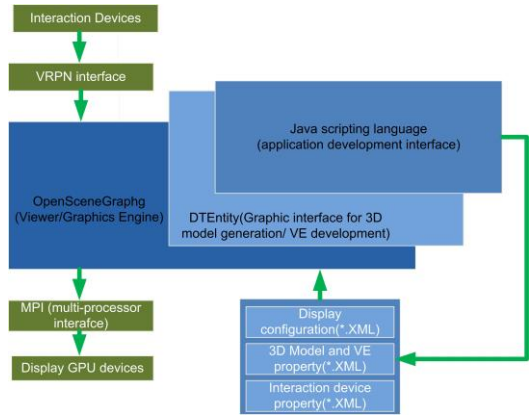 Interaction Devices
VRPN interface
Java scripting language
(application development interface)
OpenSceneGraphg
(Viewer/Graphics Engine)
DTEntity(Graphic interface for 3D
model generation/ VE development)
MPI (multi-processor
interafce)
Display GPU devices
Display
configuration(*.XML)
3D Model and VE
property(*.XML)
Interaction device
property(*.XML)